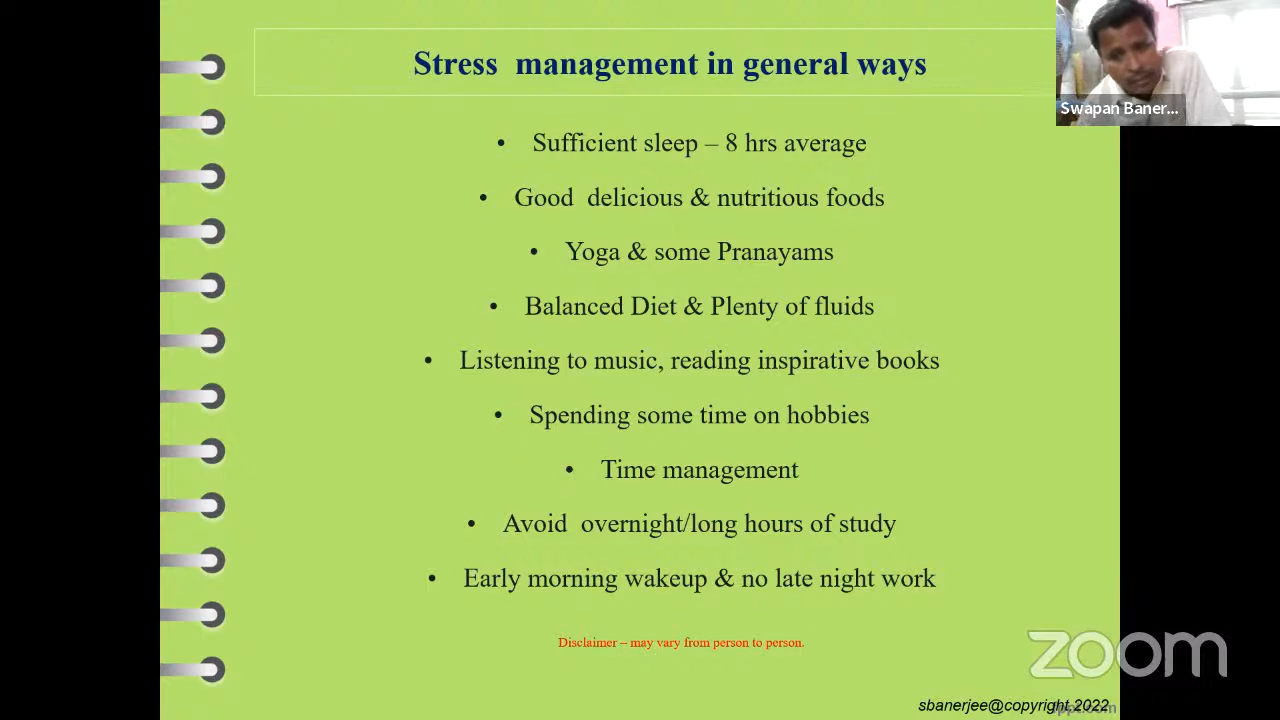 Stress management in general ways
Swapan Baner...
• Sufficient sleep – 8 hrs average
• Good delicious & nutritious foods
• Yoga & some Pranayams
• Balanced Diet & Plenty of fluids
• Listening to music, reading inspirative books
• Spending some time on hobbies
• Time management
• Avoid overnight/long hours of study
• Early morning wakeup & no late night work
Disclaimer – may vary from person to person.
zoom
sbanerjee@copyright 2022